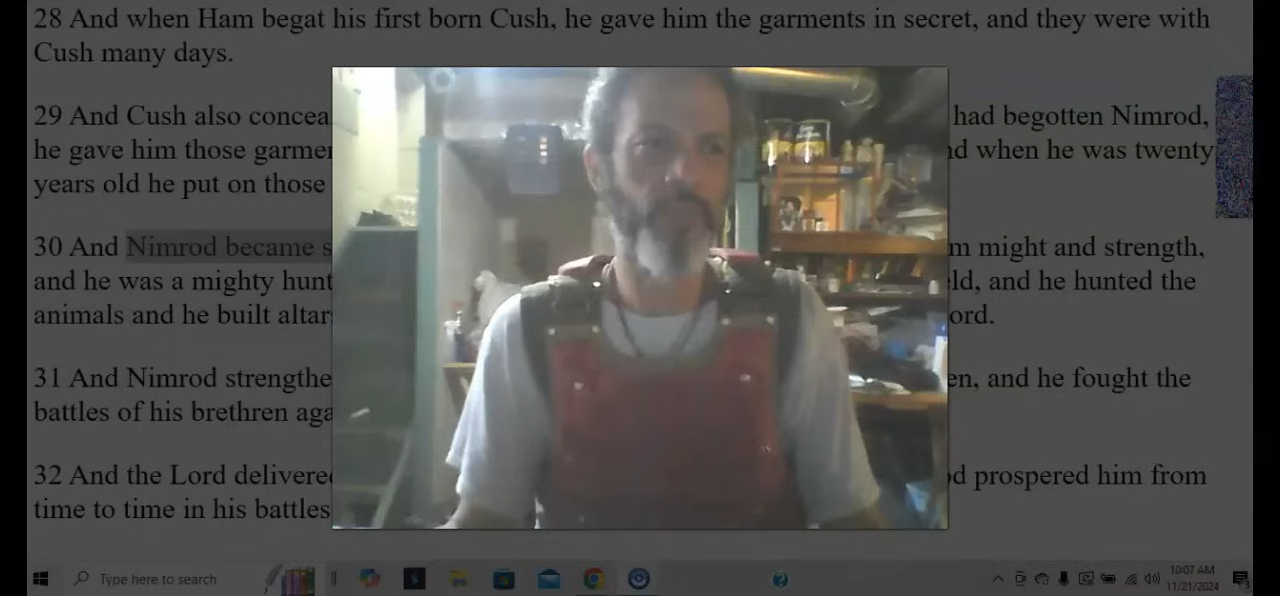 28 And when Ham begat his first born Cush, he gave him the garments in secret, and they were with
Cush many days.
29 And Cush also concea had begotten Nimrod,
he gave him those garme nd when he was twenty
years old he put on those
30 And Nimrod became s m might and strength,
and he was a mighty hunt ld, and he hunted the
animals and he built altar ord.
31 And Nimrod strengthe en, and he fought the
battles of his brethren aga
32 And the Lord delivere d prospered him from
time to time in his battles
Type here to search
10:07 AM
11/21/2024